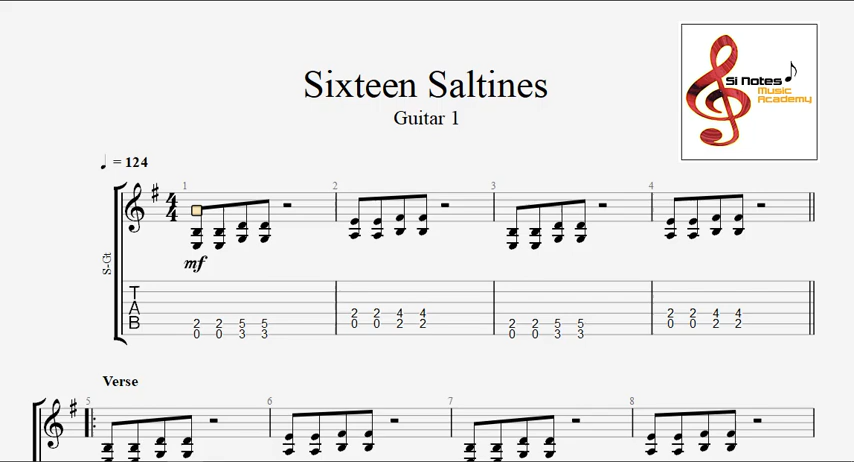 Sixteen Saltines
Guitar 1
Si Notes
Music
Academy
♩ = 124
1 2 3 4
4
4
S-Gt
mf
T
A
B
2 2 4 4 2 2 4 4
2 2 5 5 0 0 2 2 2 2 5 5 0 0 2 2
0 0 3 3 0 0 3 3
Verse
5 6 7 8